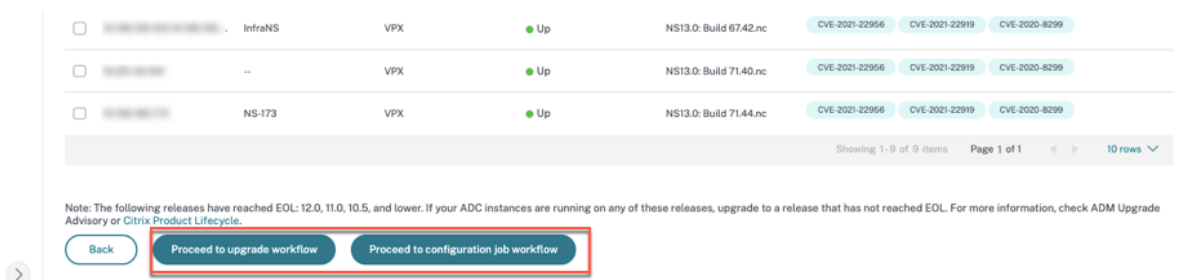 InfraNS VPX Up NS13.0: Build 67.42.nc CVE-2021-22956 CVE-2021-22919 CVE-2020-8299
-- VPX Up NS13.0: Build 71.40.nc CVE-2021-22956 CVE-2021-22919 CVE-2020-8299
NS-173 VPX Up NS13.0: Build 71.44.nc CVE-2021-22956 CVE-2021-22919 CVE-2020-8299
Showing 1-9 of 9 items Page 1 of 1 10 rows
Note: The following releases have reached EOL: 12.0, 11.0, 10.5, and lower. If your ADC instances are running on any of these releases, upgrade to a release that has not reached EOL. For more information, check ADM Upgrade
Advisory or Citrix Product Lifecycle.
Back Proceed to upgrade workflow Proceed to configuration job workflow